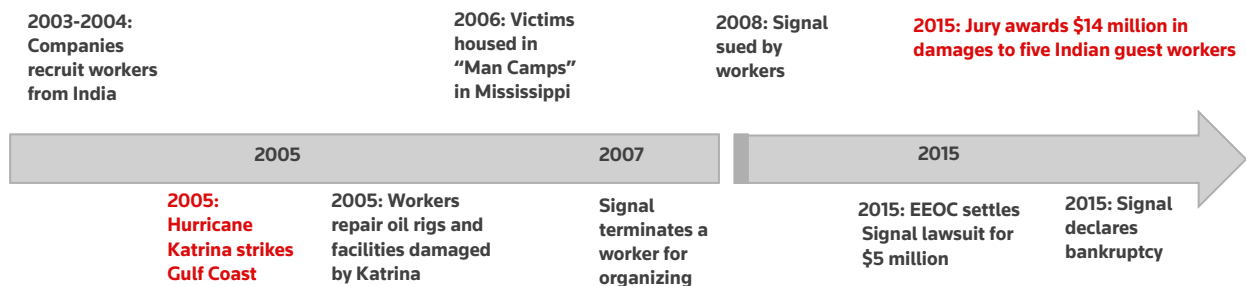 2003-2004:
Companies
recruit workers
from India
2006: Victims
housed in
“Man Camps”
in Mississippi
2008: Signal
sued by
workers
2015: Jury awards $14 million in
damages to five Indian guest workers
2005
2007
2015
2005:
Hurricane
Katrina strikes
Gulf Coast
2005: Workers
repair oil rigs and
facilities damaged
by Katrina
Signal
terminates a
worker for
organizing
2015: EEOC settles
Signal lawsuit for
$5 million
2015: Signal
declares
bankruptcy